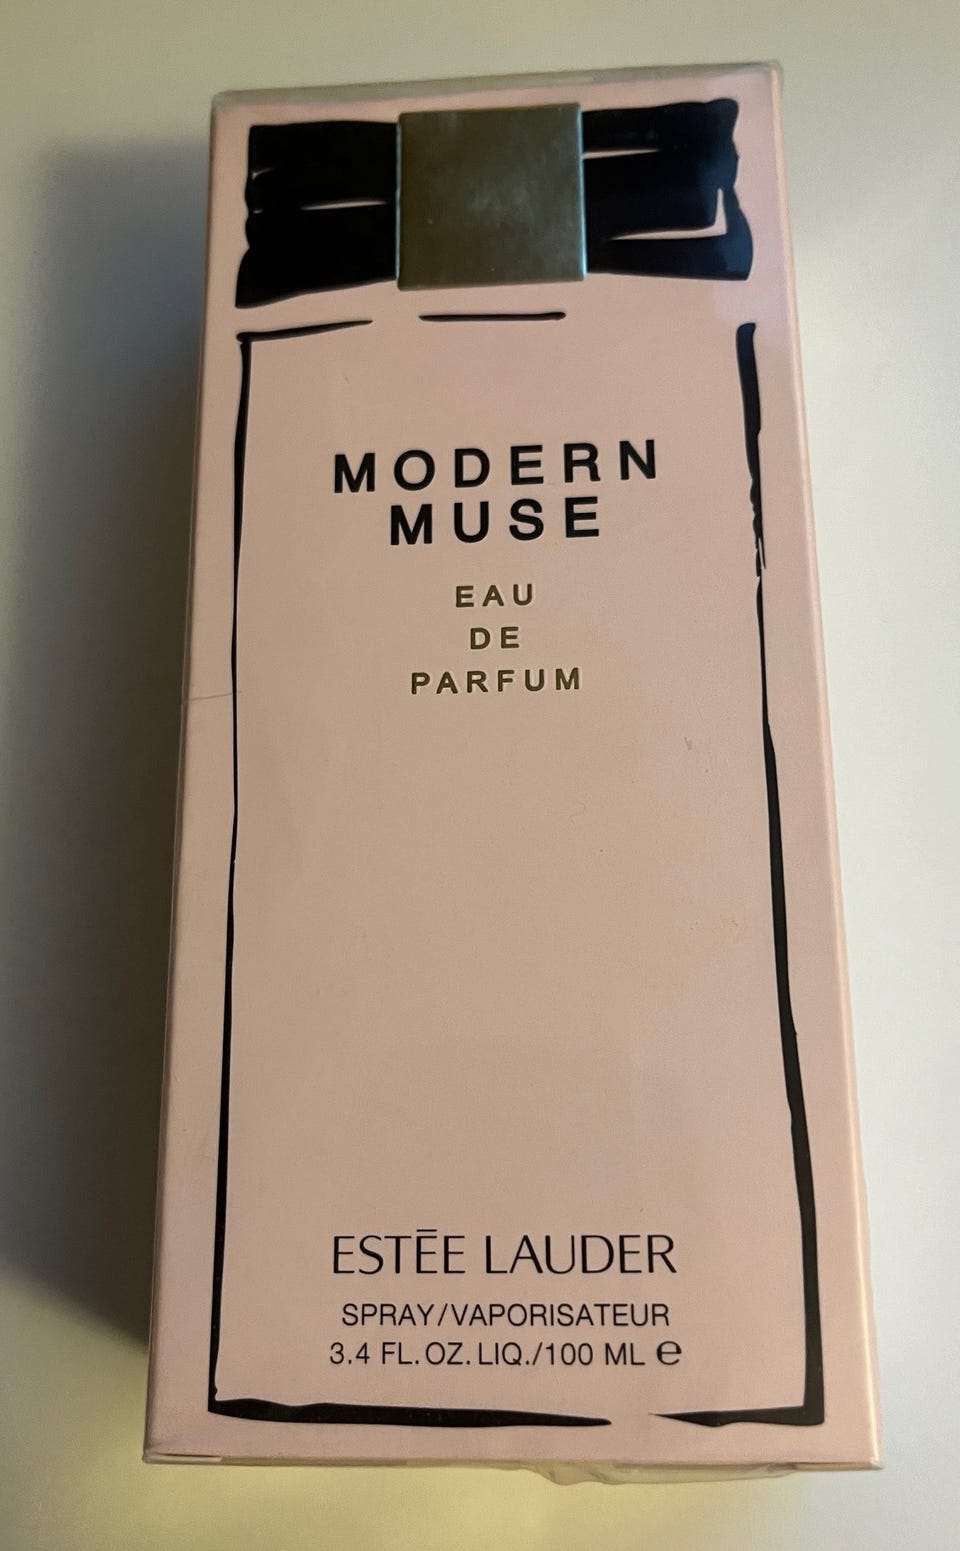 MODERN
MUSE
EAU
DE
PARFUM
ESTĒE LAUDER
SPRAY/VAPORISATEUR
3.4 FL.OZ.LIQ./100 ML ℮